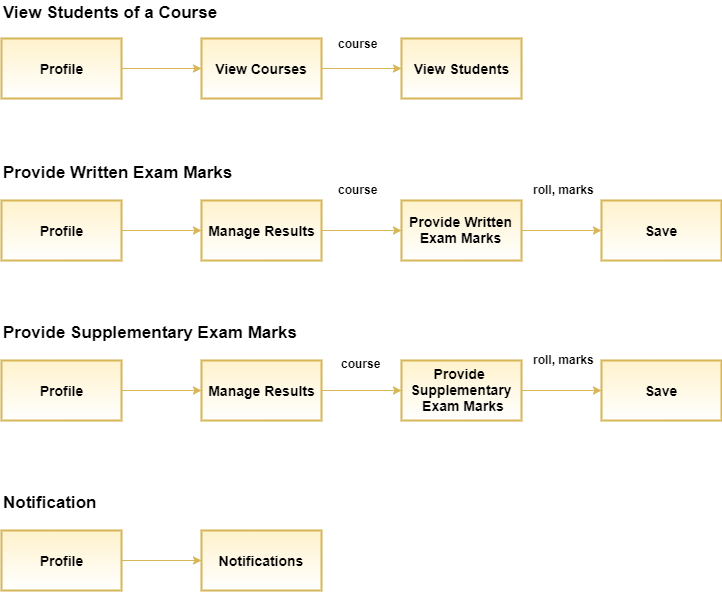 View Students of a Course
course
Profile
View Courses
View Students
Provide Written Exam Marks
course
roll, marks
Profile
Manage Results
Provide Written
Exam Marks
Save
Provide Supplementary Exam Marks
course
roll, marks
Profile
Manage Results
Provide
Supplementary
Exam Marks
Save
Notification
Profile
Notifications